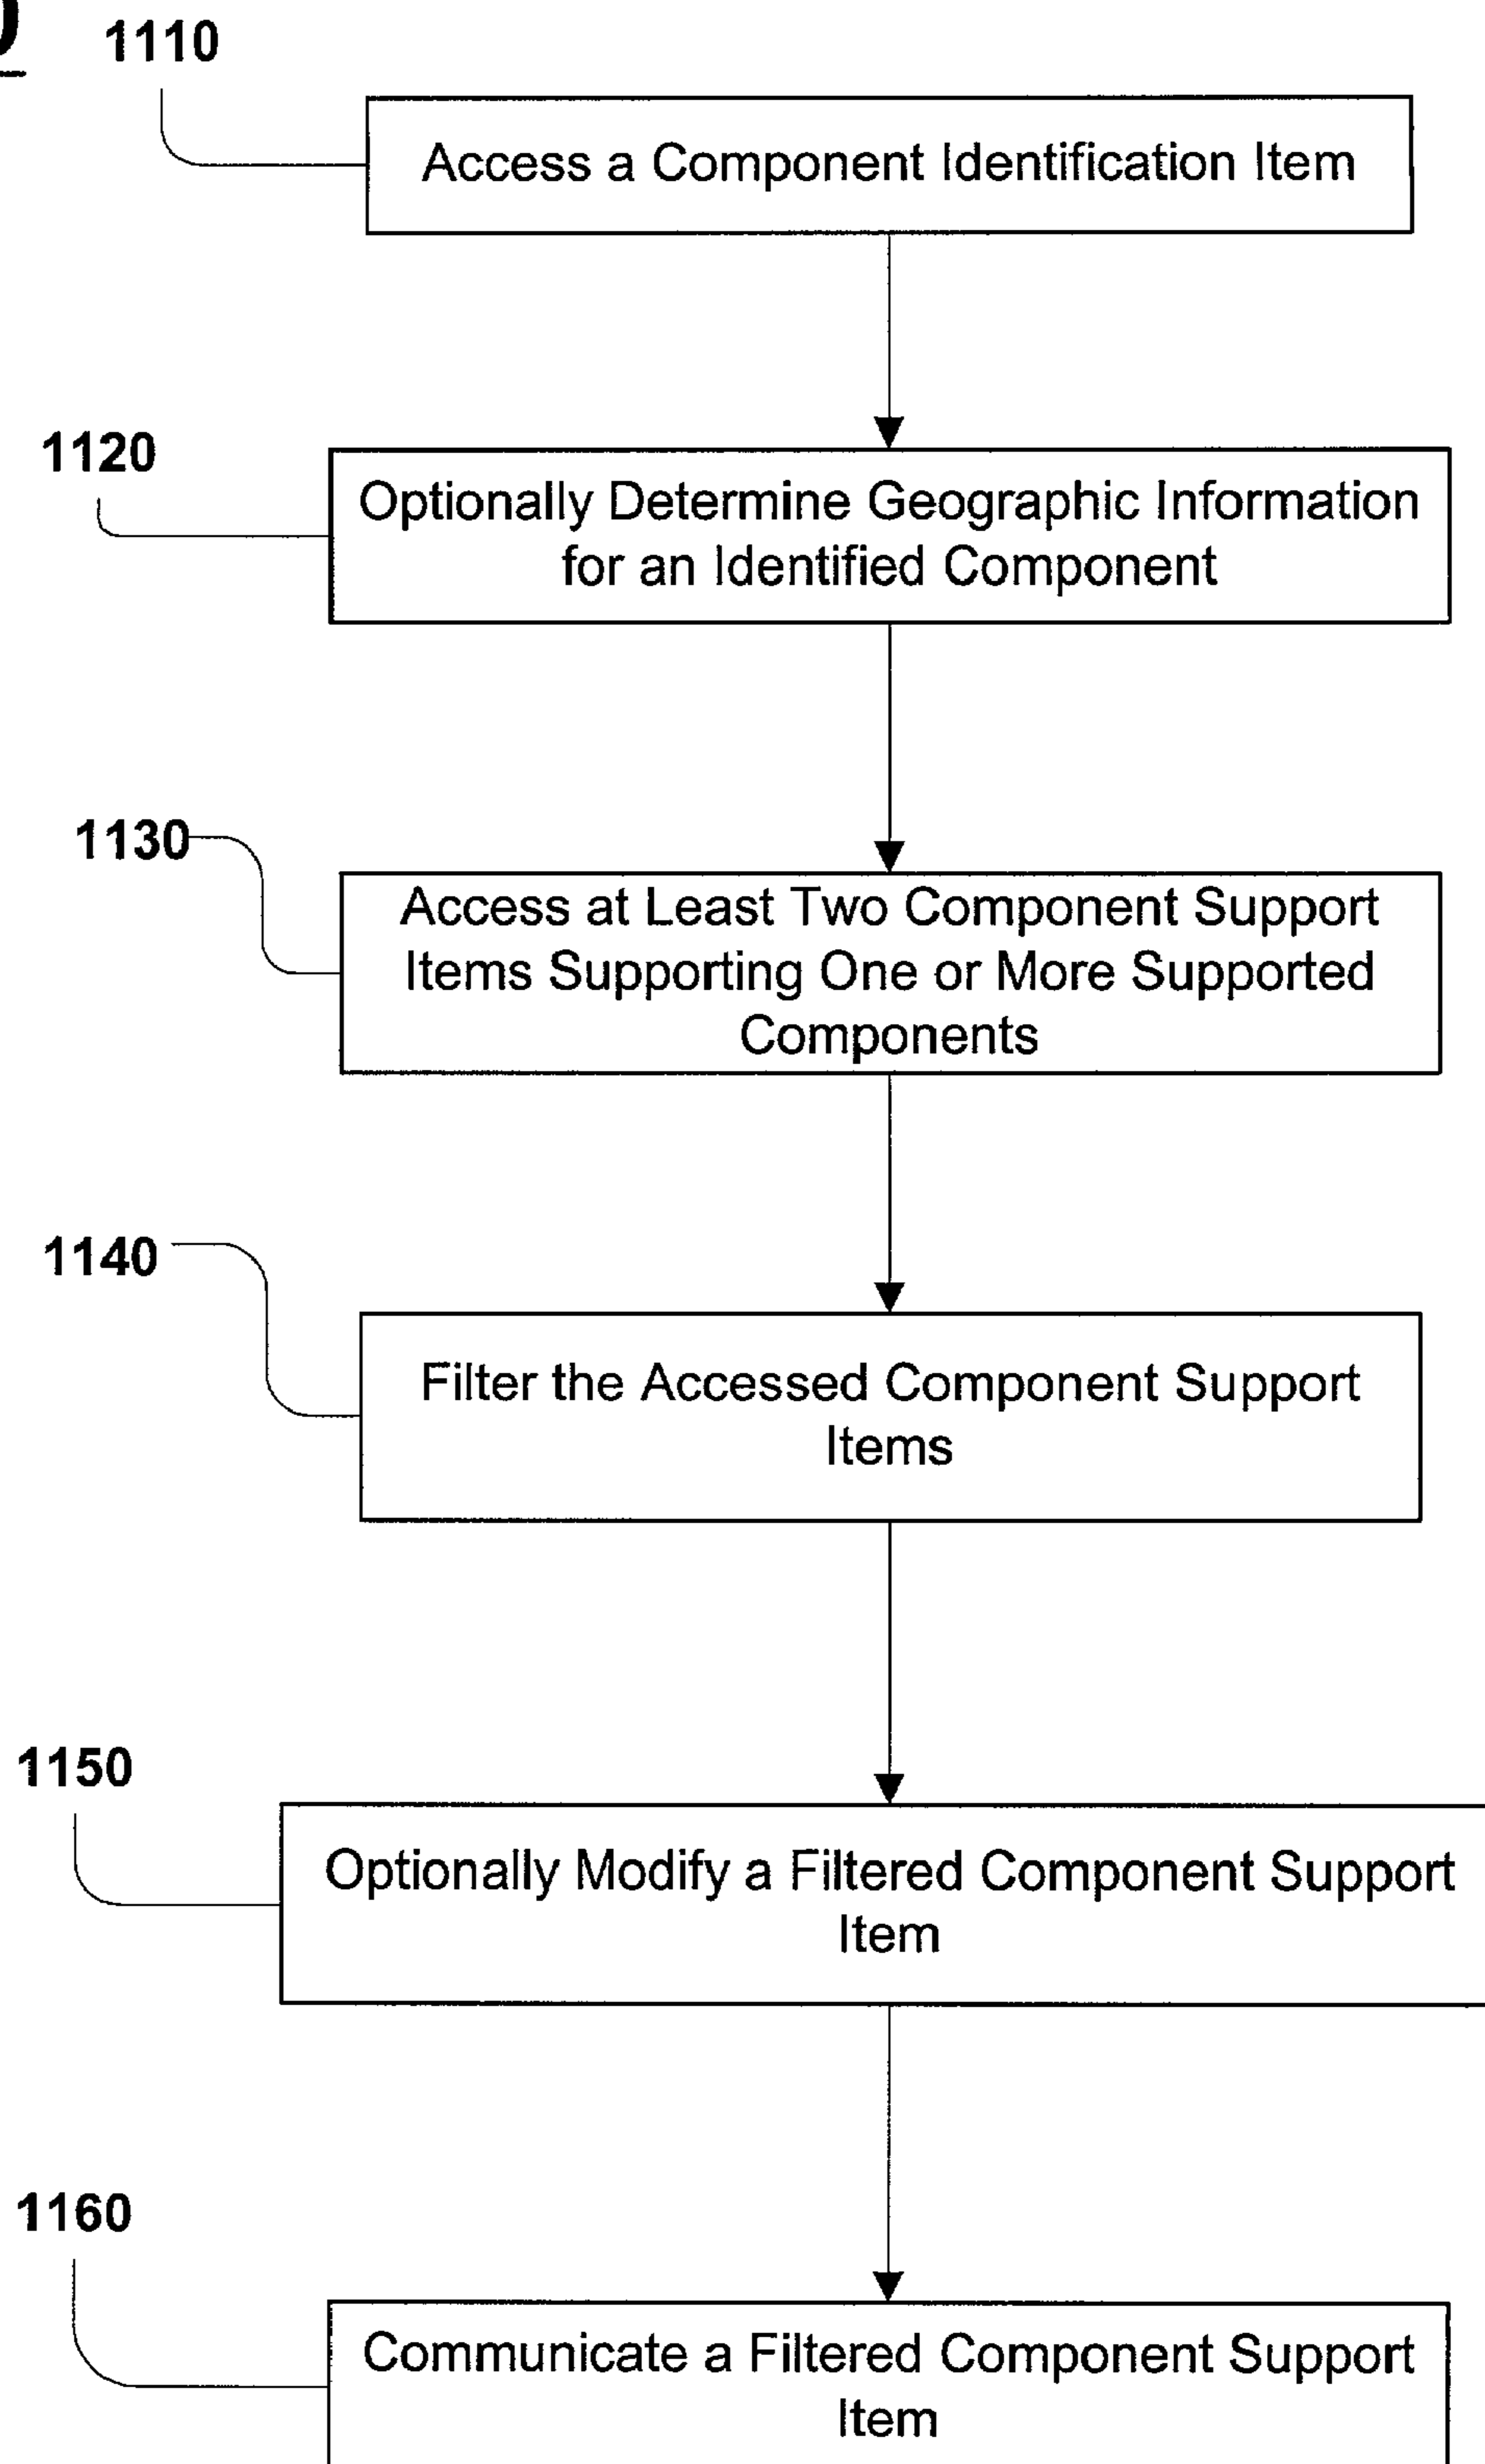 1110
Access a Component Identification Item
1120
Optionally Determine Geographic Information
for an Identified Component
1130
Access at Least Two Component Support
Items Supporting One or More Supported
Components
1140
Filter the Accessed Component Support
Items
1150
Optionally Modify a Filtered Component Support
Item
1160
Communicate a Filtered Component Support
Item